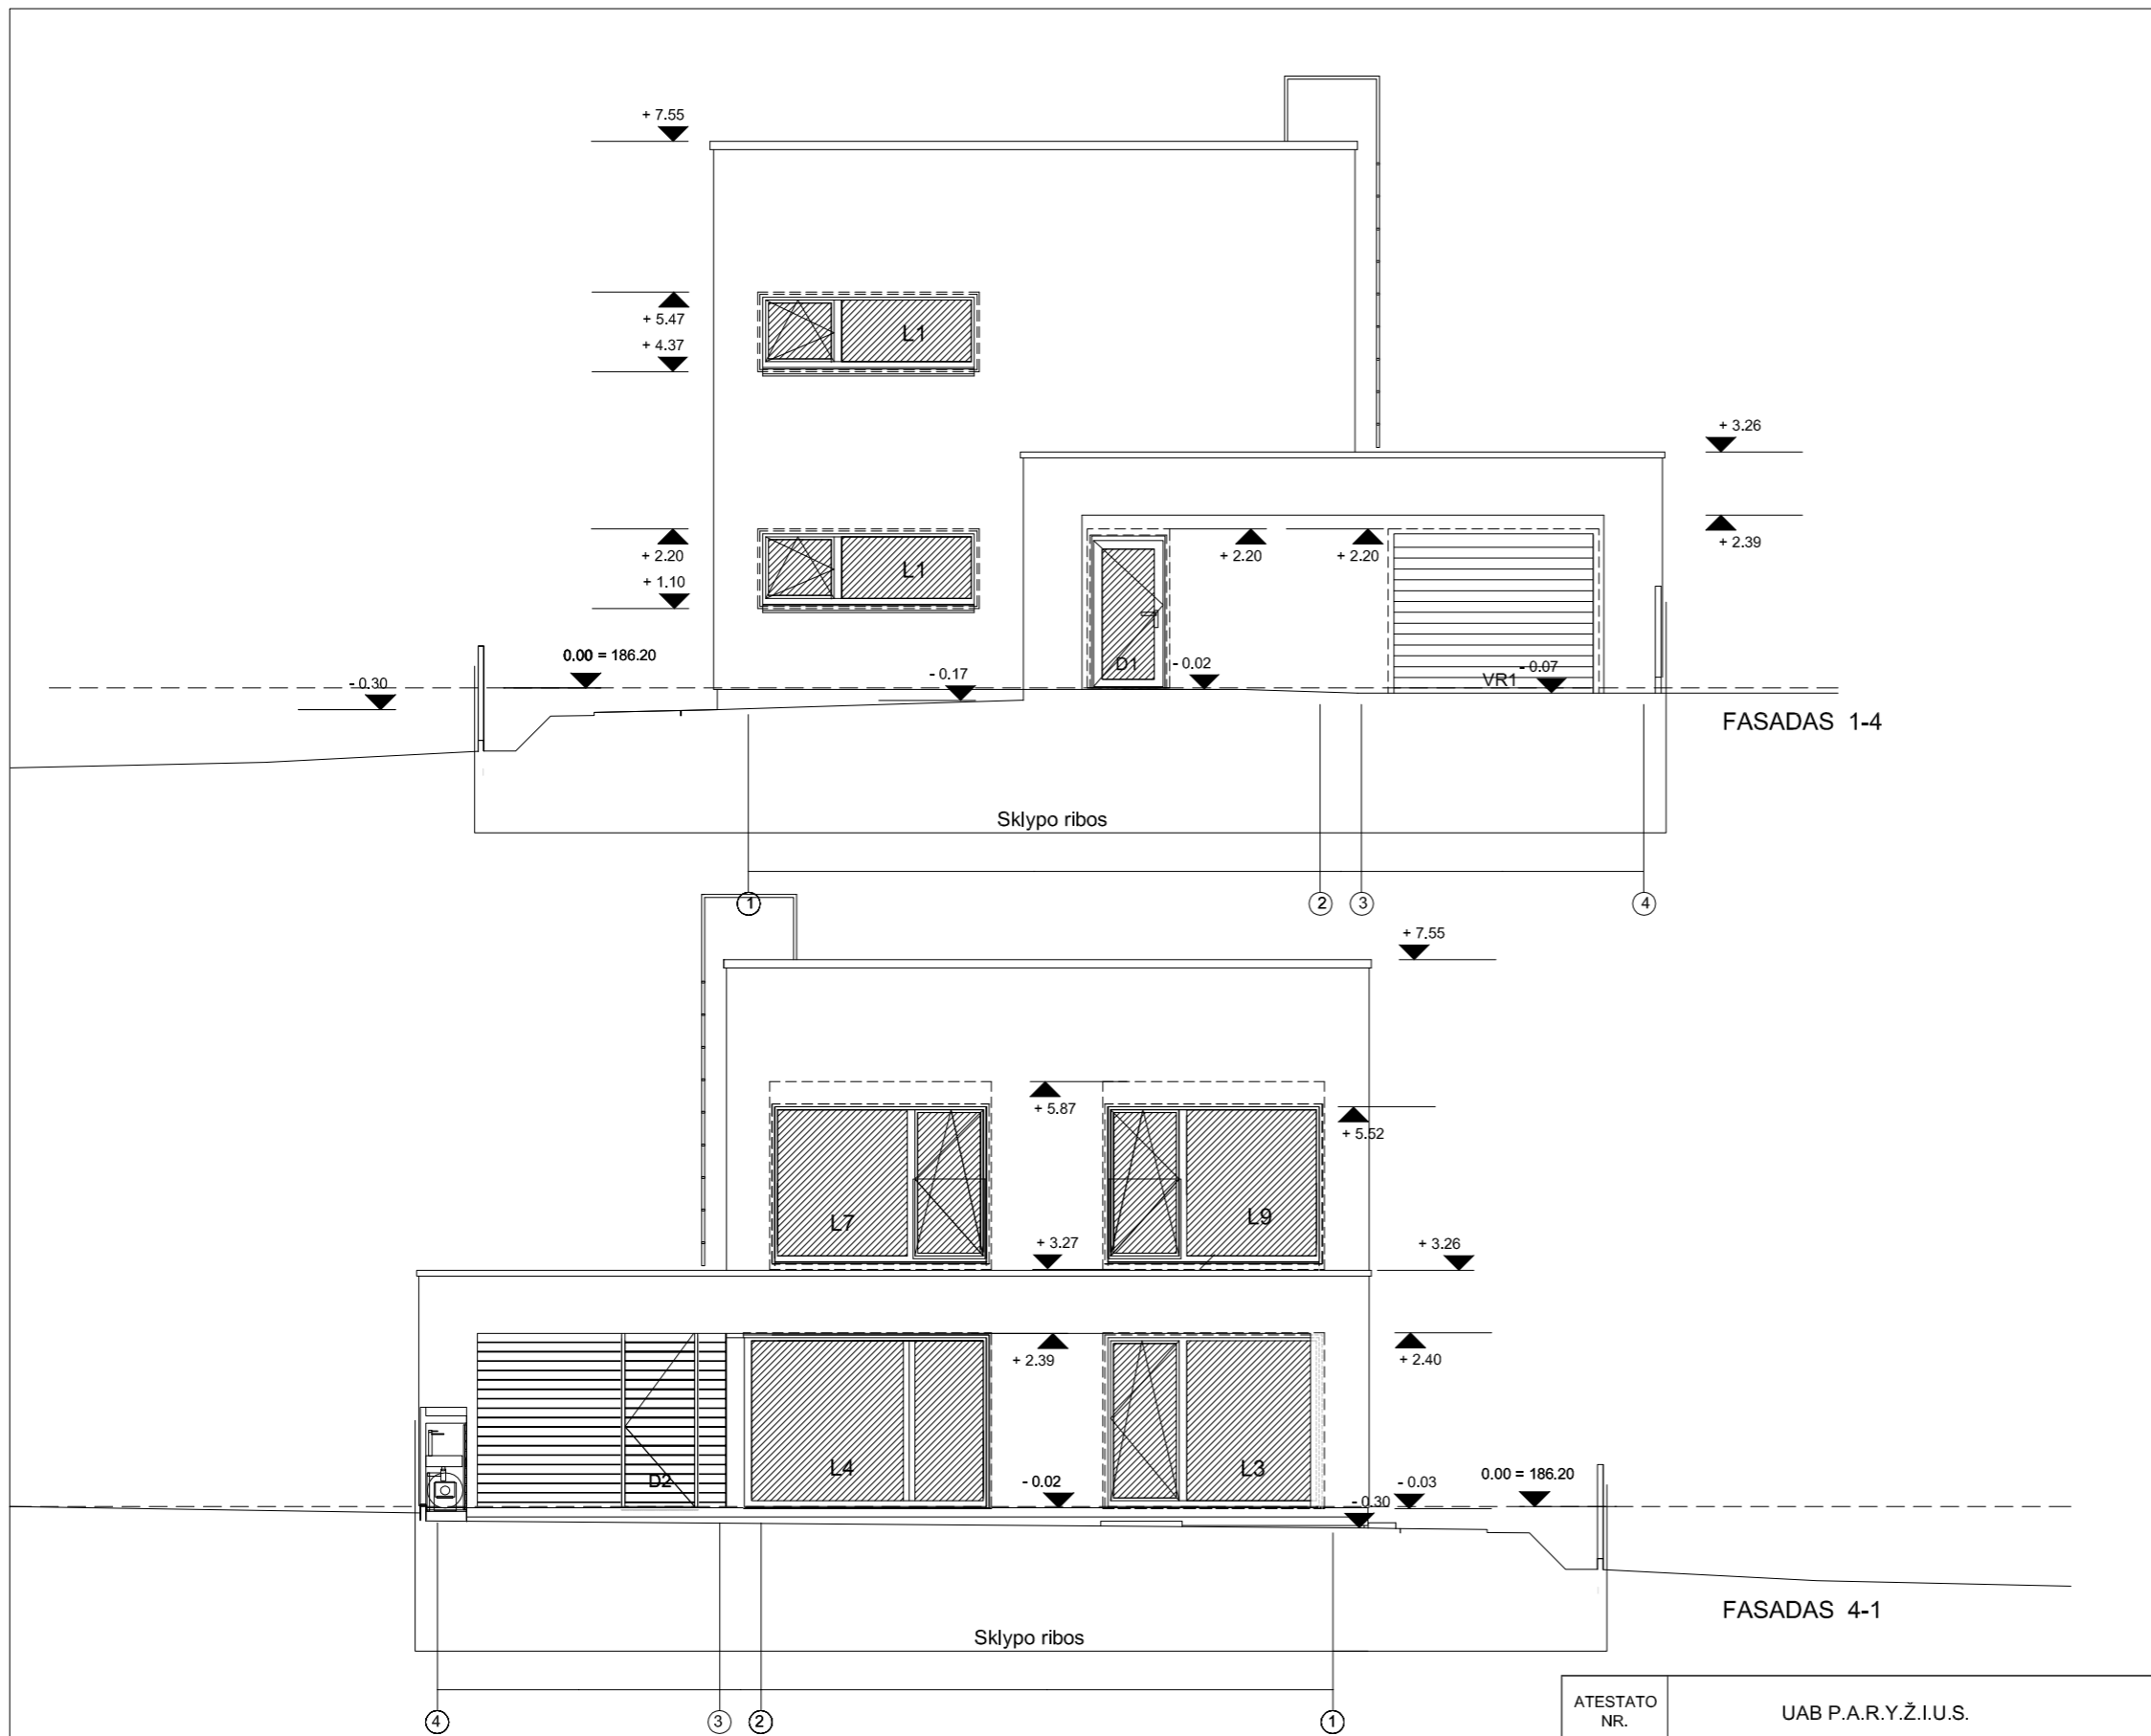 + 7.55
+ 5.47
+ 4.37
L1
+ 3.26
+ 2.20
+ 1.10
L1
+ 2.20
+ 2.20
+ 2.39
0.00 = 186.20
- 0.30
- 0.17
D1
- 0.02
- 0.07
VR1
FASADAS 1-4
Sklypo ribos
1
2
3
4
+ 7.55
+ 5.87
+ 5.52
L7
L9
+ 3.27
+ 3.26
+ 2.39
+ 2.40
D2
L4
L3
- 0.02
- 0.03
0.00 = 186.20
- 0.30
FASADAS 4-1
Sklypo ribos
4
3
2
1
ATESTATO
NR.
UAB P.A.R.Y.Ž.I.U.S.